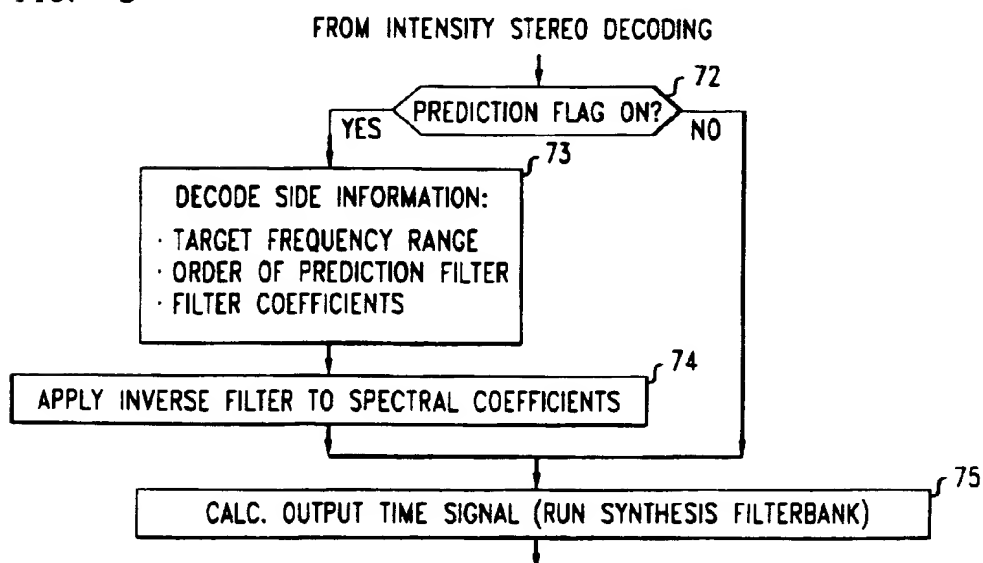 FROM INTENSITY STEREO DECODING
72
PREDICTION FLAG ON?
YES
NO
73
DECODE SIDE INFORMATION:
· TARGET FREQUENCY RANGE
· ORDER OF PREDICTION FILTER
· FILTER COEFFICIENTS
74
APPLY INVERSE FILTER TO SPECTRAL COEFFICIENTS
75
CALC. OUTPUT TIME SIGNAL (RUN SYNTHESIS FILTERBANK)